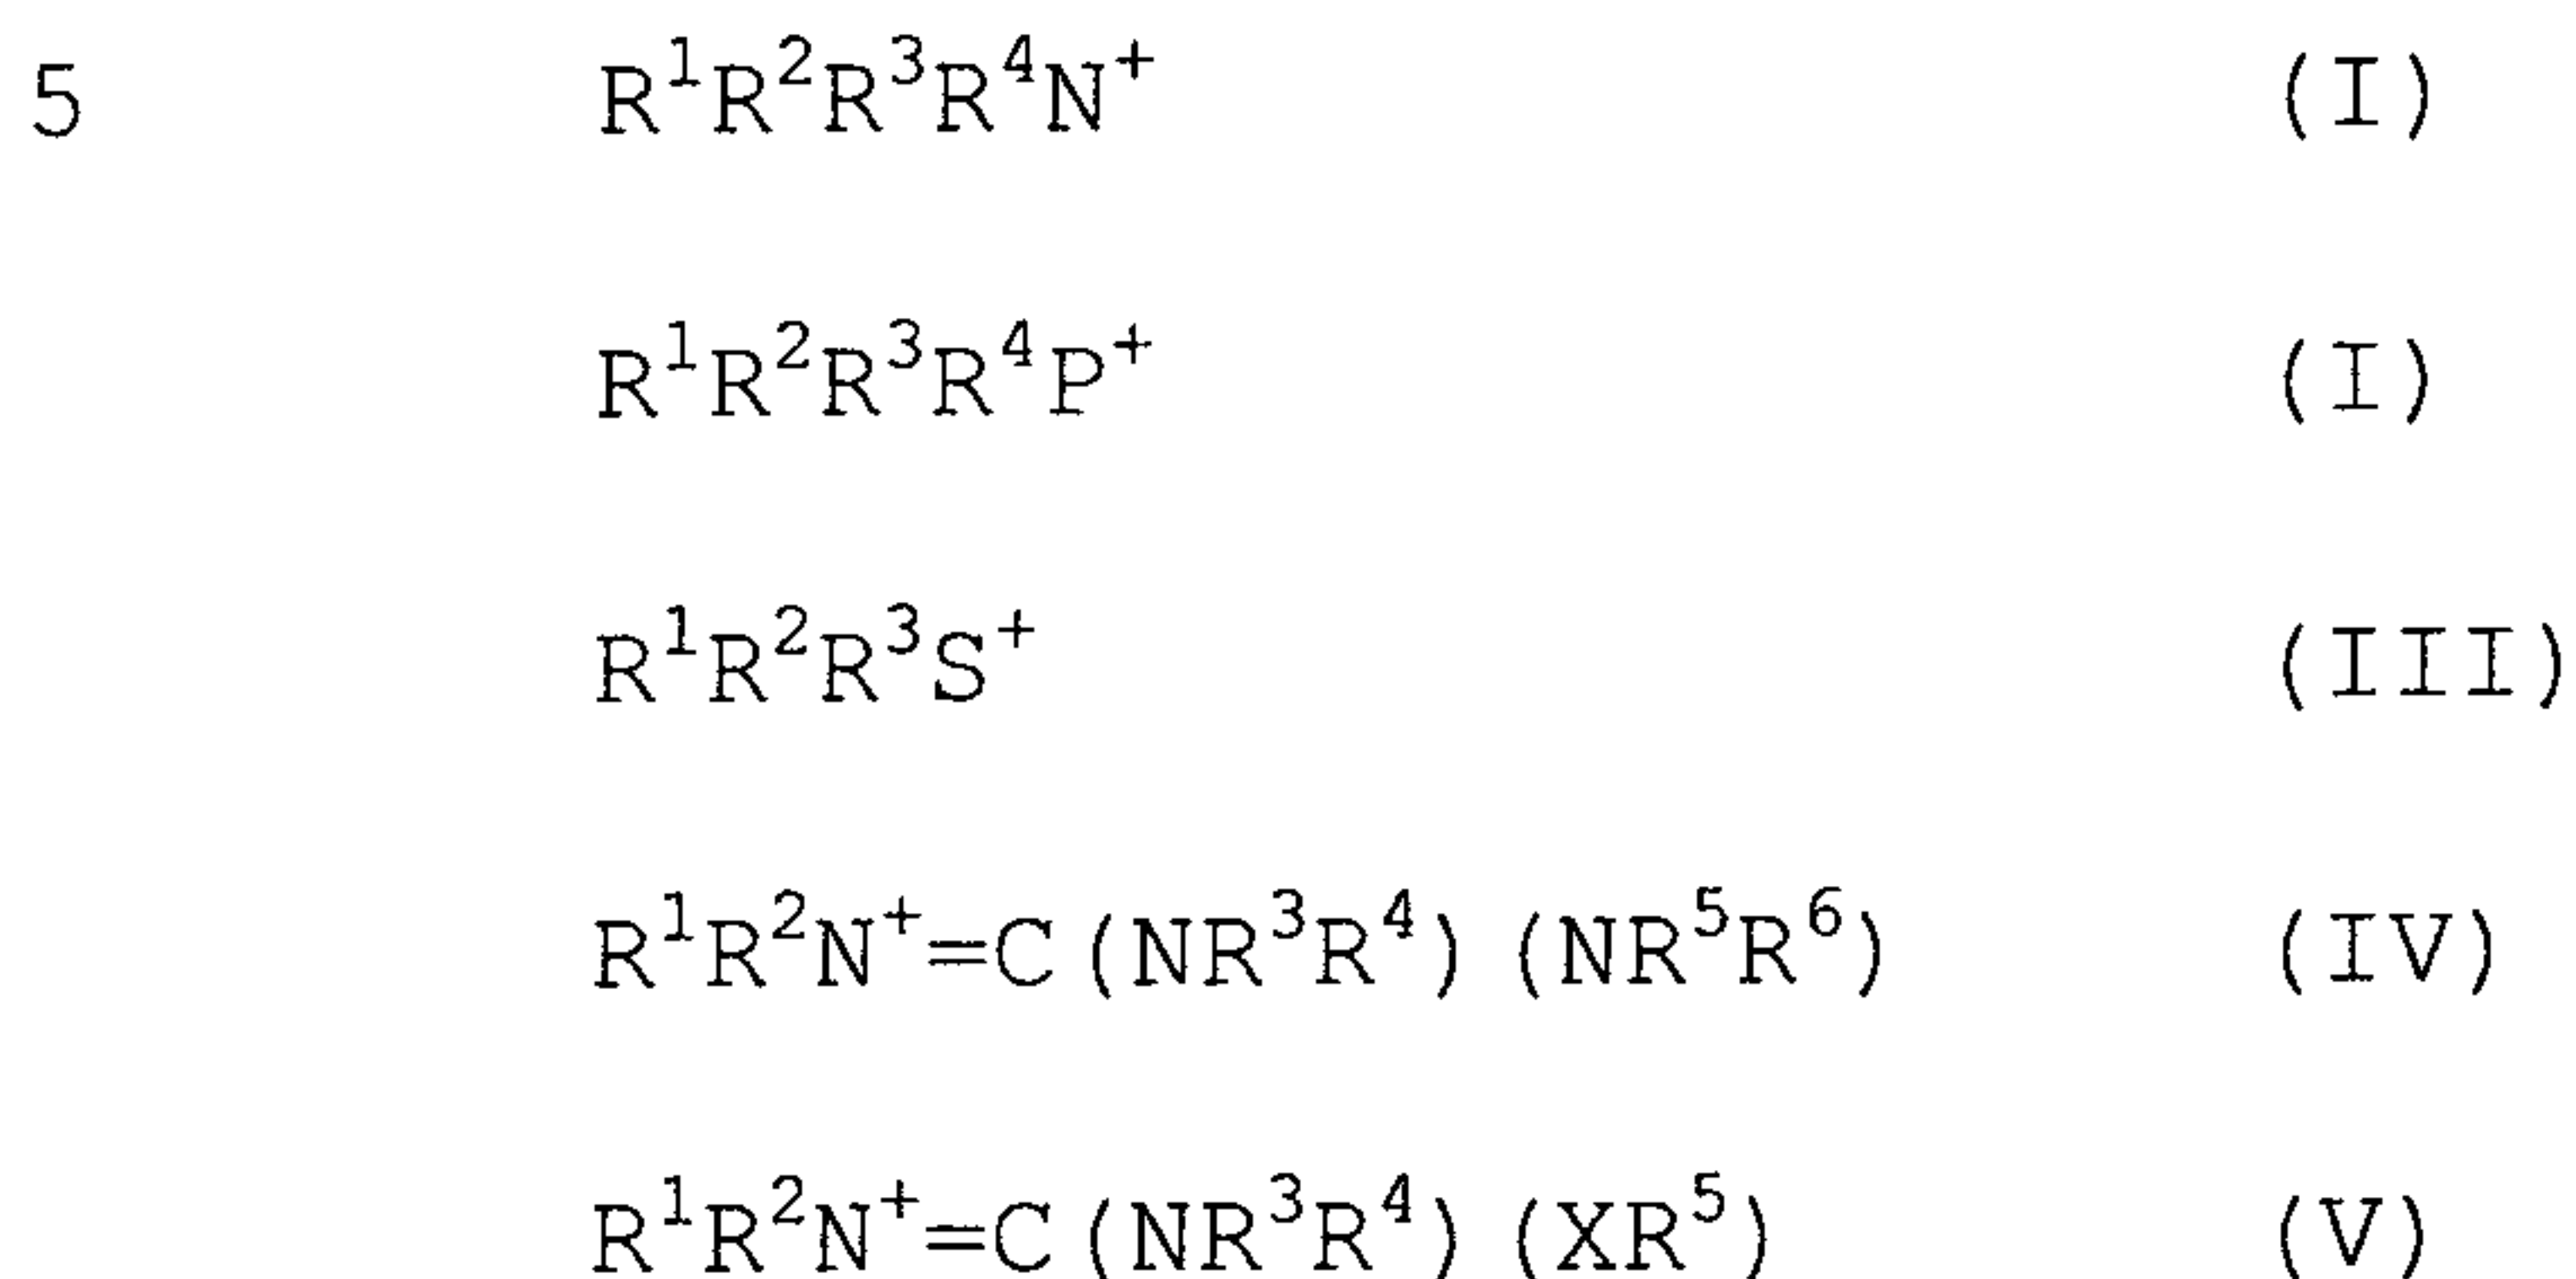 5 R¹R²R³R⁴N⁺ (I)
R¹R²R³R⁴P⁺ (I)
R¹R²R³S⁺ (III)
R¹R²N⁺=C(NR³R⁴)(NR⁵R⁶) (IV)
R¹R²N⁺=C(NR³R⁴)(XR⁵) (V)